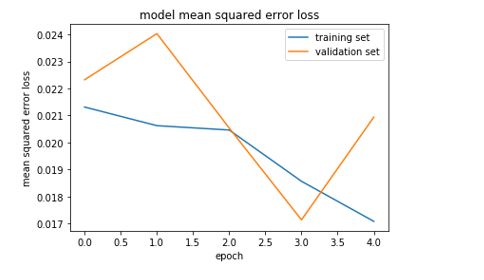 model mean squared error loss
training set
validation set
0.024
0.023
0.022
0.021
0.020
0.019
0.018
0.017
mean squared error loss
0.0 0.5 1.0 1.5 2.0 2.5 3.0 3.5 4.0
epoch